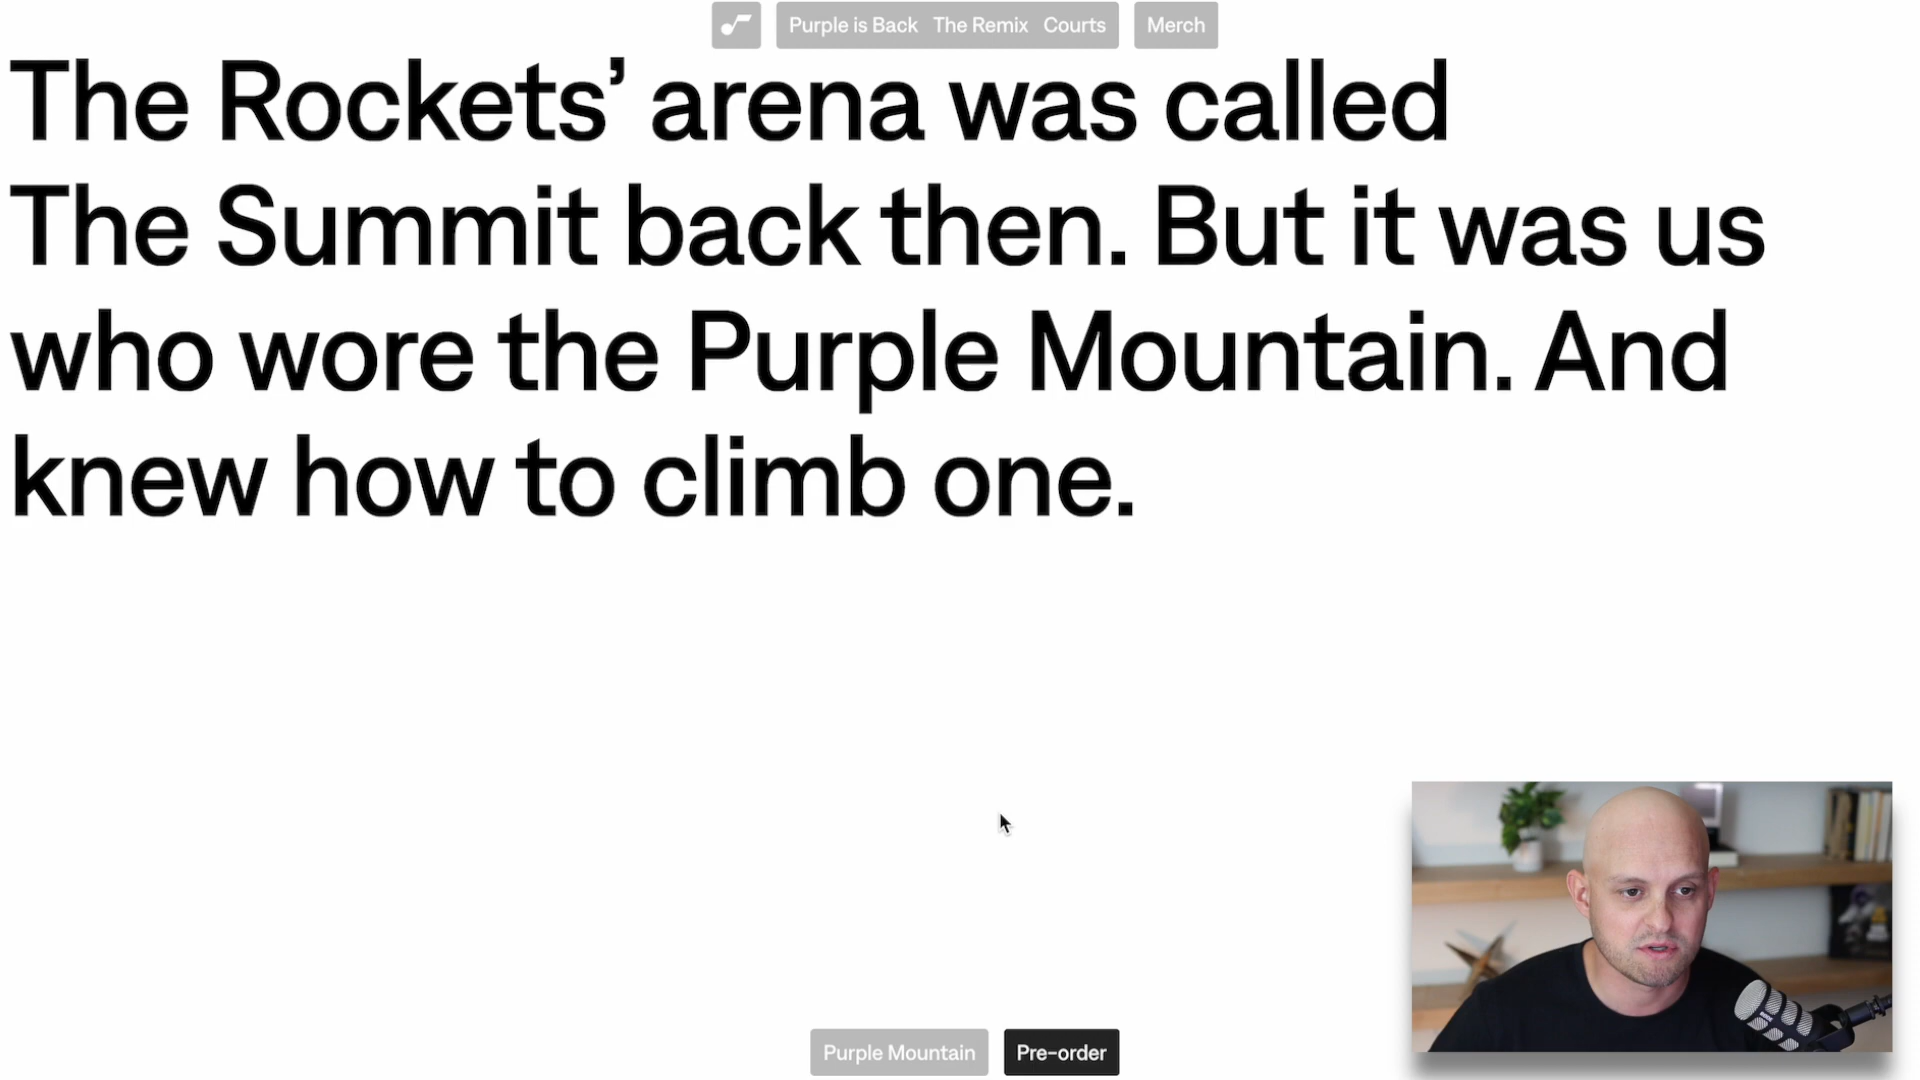 Purple is Back The Remix Courts Merch
The Rockets’ arena was called
The Summit back then. But it was us
who wore the Purple Mountain. And
knew how to climb one.
Purple Mountain Pre-order